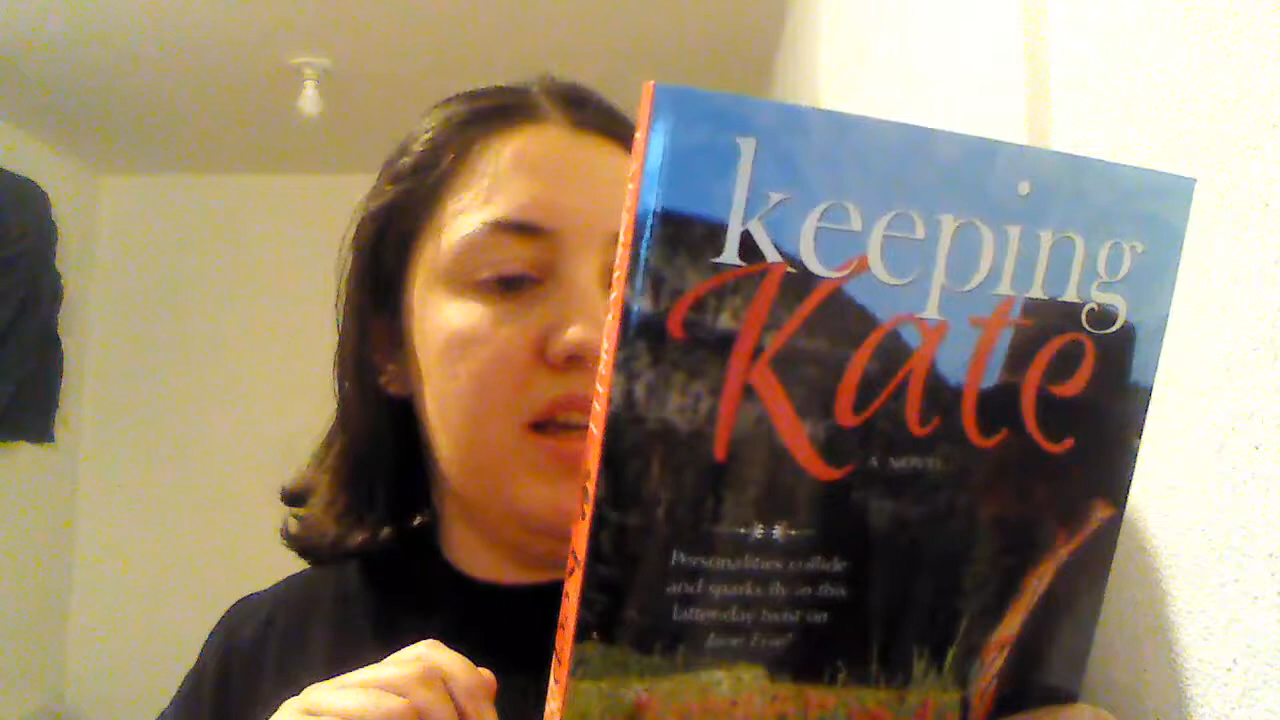 keeping
Kate
A NOVEL
Personalities collide
and sparks fly in this
latter-day twist on
Jane Eyre!